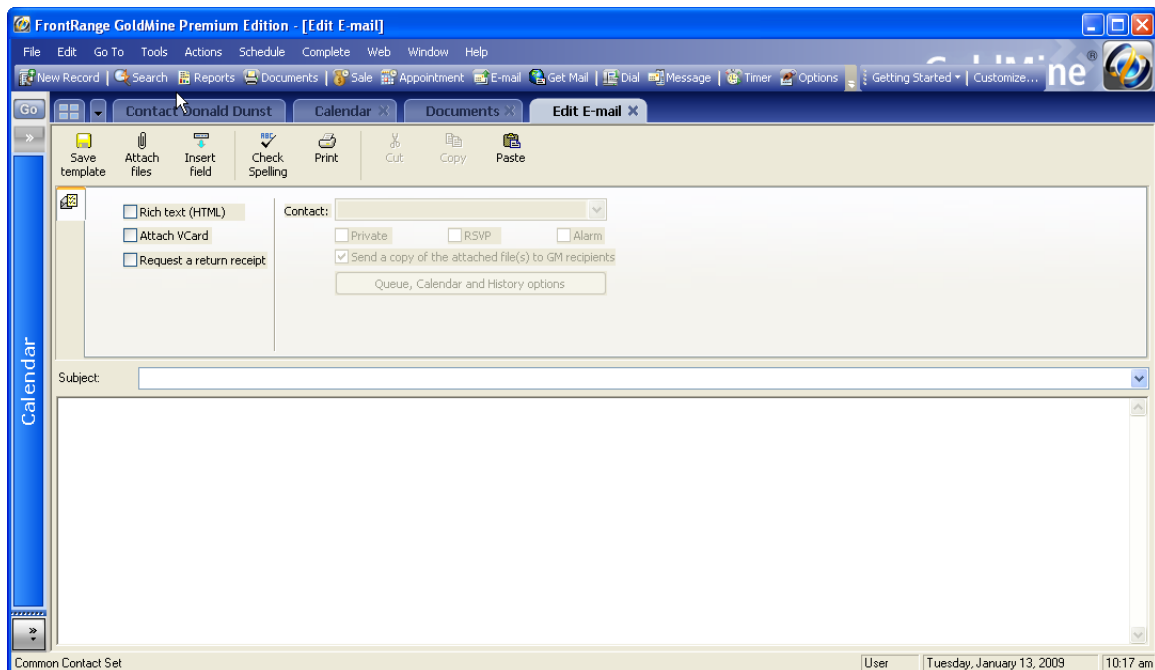 FrontRange GoldMine Premium Edition - [Edit E-mail]
File Edit Go To Tools Actions Schedule Complete Web Window Help
New Record Search Reports Documents Sale Appointment E-mail Get Mail Dial Message Timer Options Getting Started Customize...
Go Contact Donald Dunst Calendar Documents Edit E-mail
Save template
Attach files
Insert field
Check Spelling
Print
Cut
Copy
Paste
Rich text (HTML)
Attach VCard
Request a return receipt
Contact:
Private RSVP Alarm
Send a copy of the attached file(s) to GM recipients
Queue, Calendar and History options
Calendar
Subject:
Common Contact Set User Tuesday, January 13, 2009 10:17 am